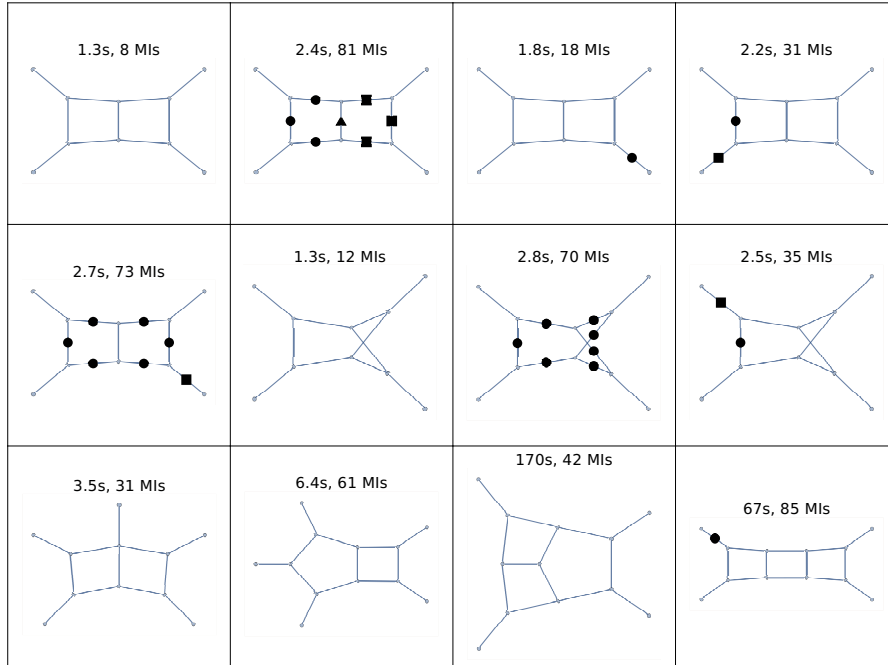 1.3s, 8 MIs
2.4s, 81 MIs
1.8s, 18 MIs
2.2s, 31 MIs
2.7s, 73 MIs
1.3s, 12 MIs
2.8s, 70 MIs
2.5s, 35 MIs
3.5s, 31 MIs
6.4s, 61 MIs
170s, 42 MIs
67s, 85 MIs